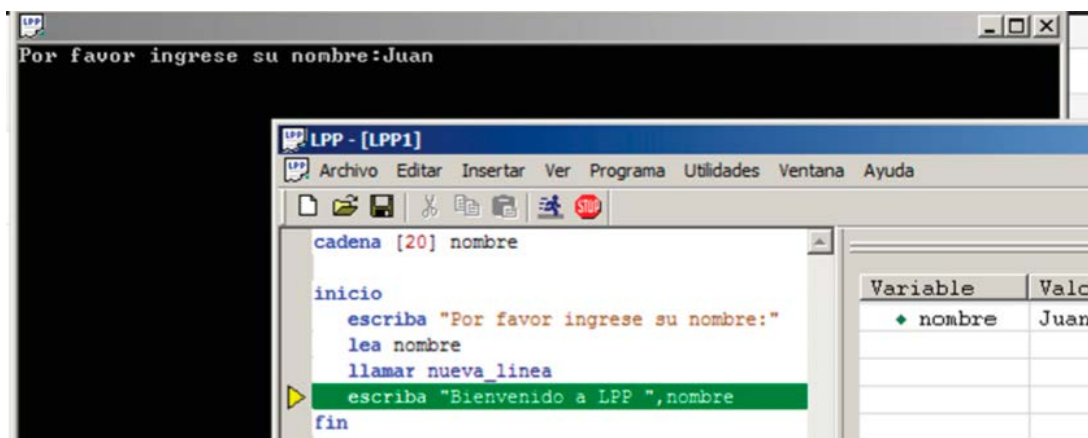 Por favor ingrese su nombre:Juan
LPP - [LPP1]
Archivo Editar Insertar Ver Programa Utilidades Ventana Ayuda
STOP
cadena [20] nombre
inicio
escriba "Por favor ingrese su nombre:"
lea nombre
llamar nueva_linea
escriba "Bienvenido a LPP ",nombre
fin
Variable Valo
nombre Juan